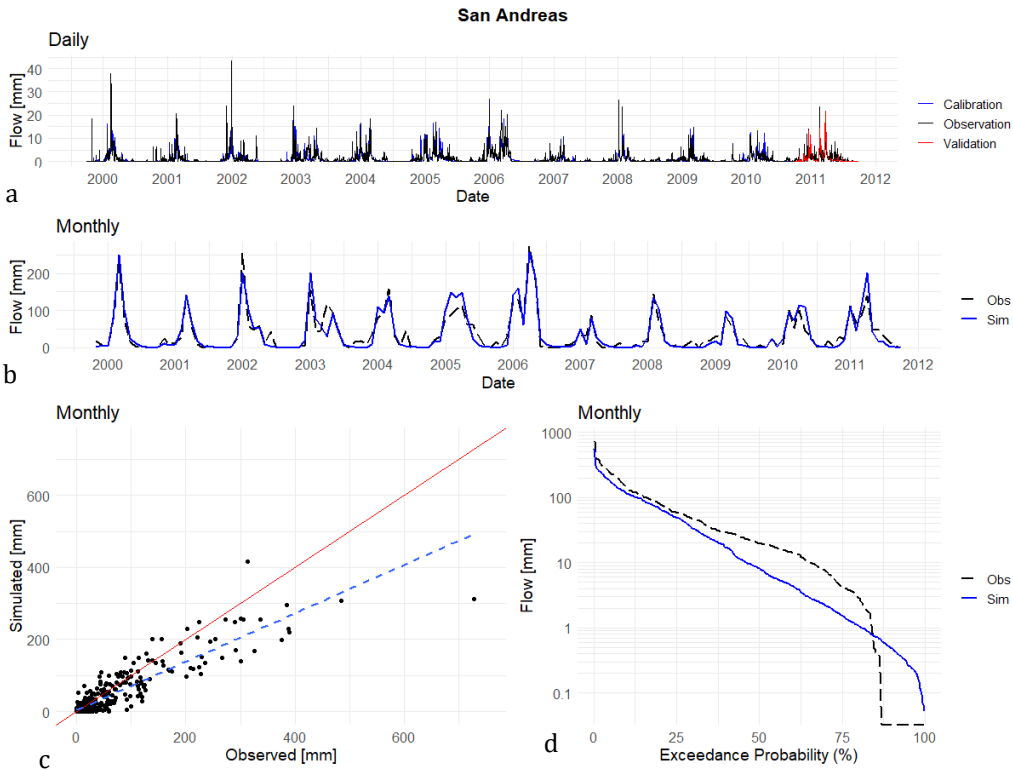 San Andreas
Daily
Flow [mm]
40
30
20
10
0
2000 2001 2002 2003 2004 2005 2006 2007 2008 2009 2010 2011 2012
Date
Calibration
Observation
Validation
a
Monthly
Flow [mm]
200
100
0
2000 2001 2002 2003 2004 2005 2006 2007 2008 2009 2010 2011 2012
Date
Obs
Sim
b
Monthly
Simulated [mm]
600
400
200
0
0 200 400 600
Observed [mm]
c
Monthly
Flow [mm]
1000
100
10
1
0.1
0 25 50 75 100
Exceedance Probability (%)
Obs
Sim
d